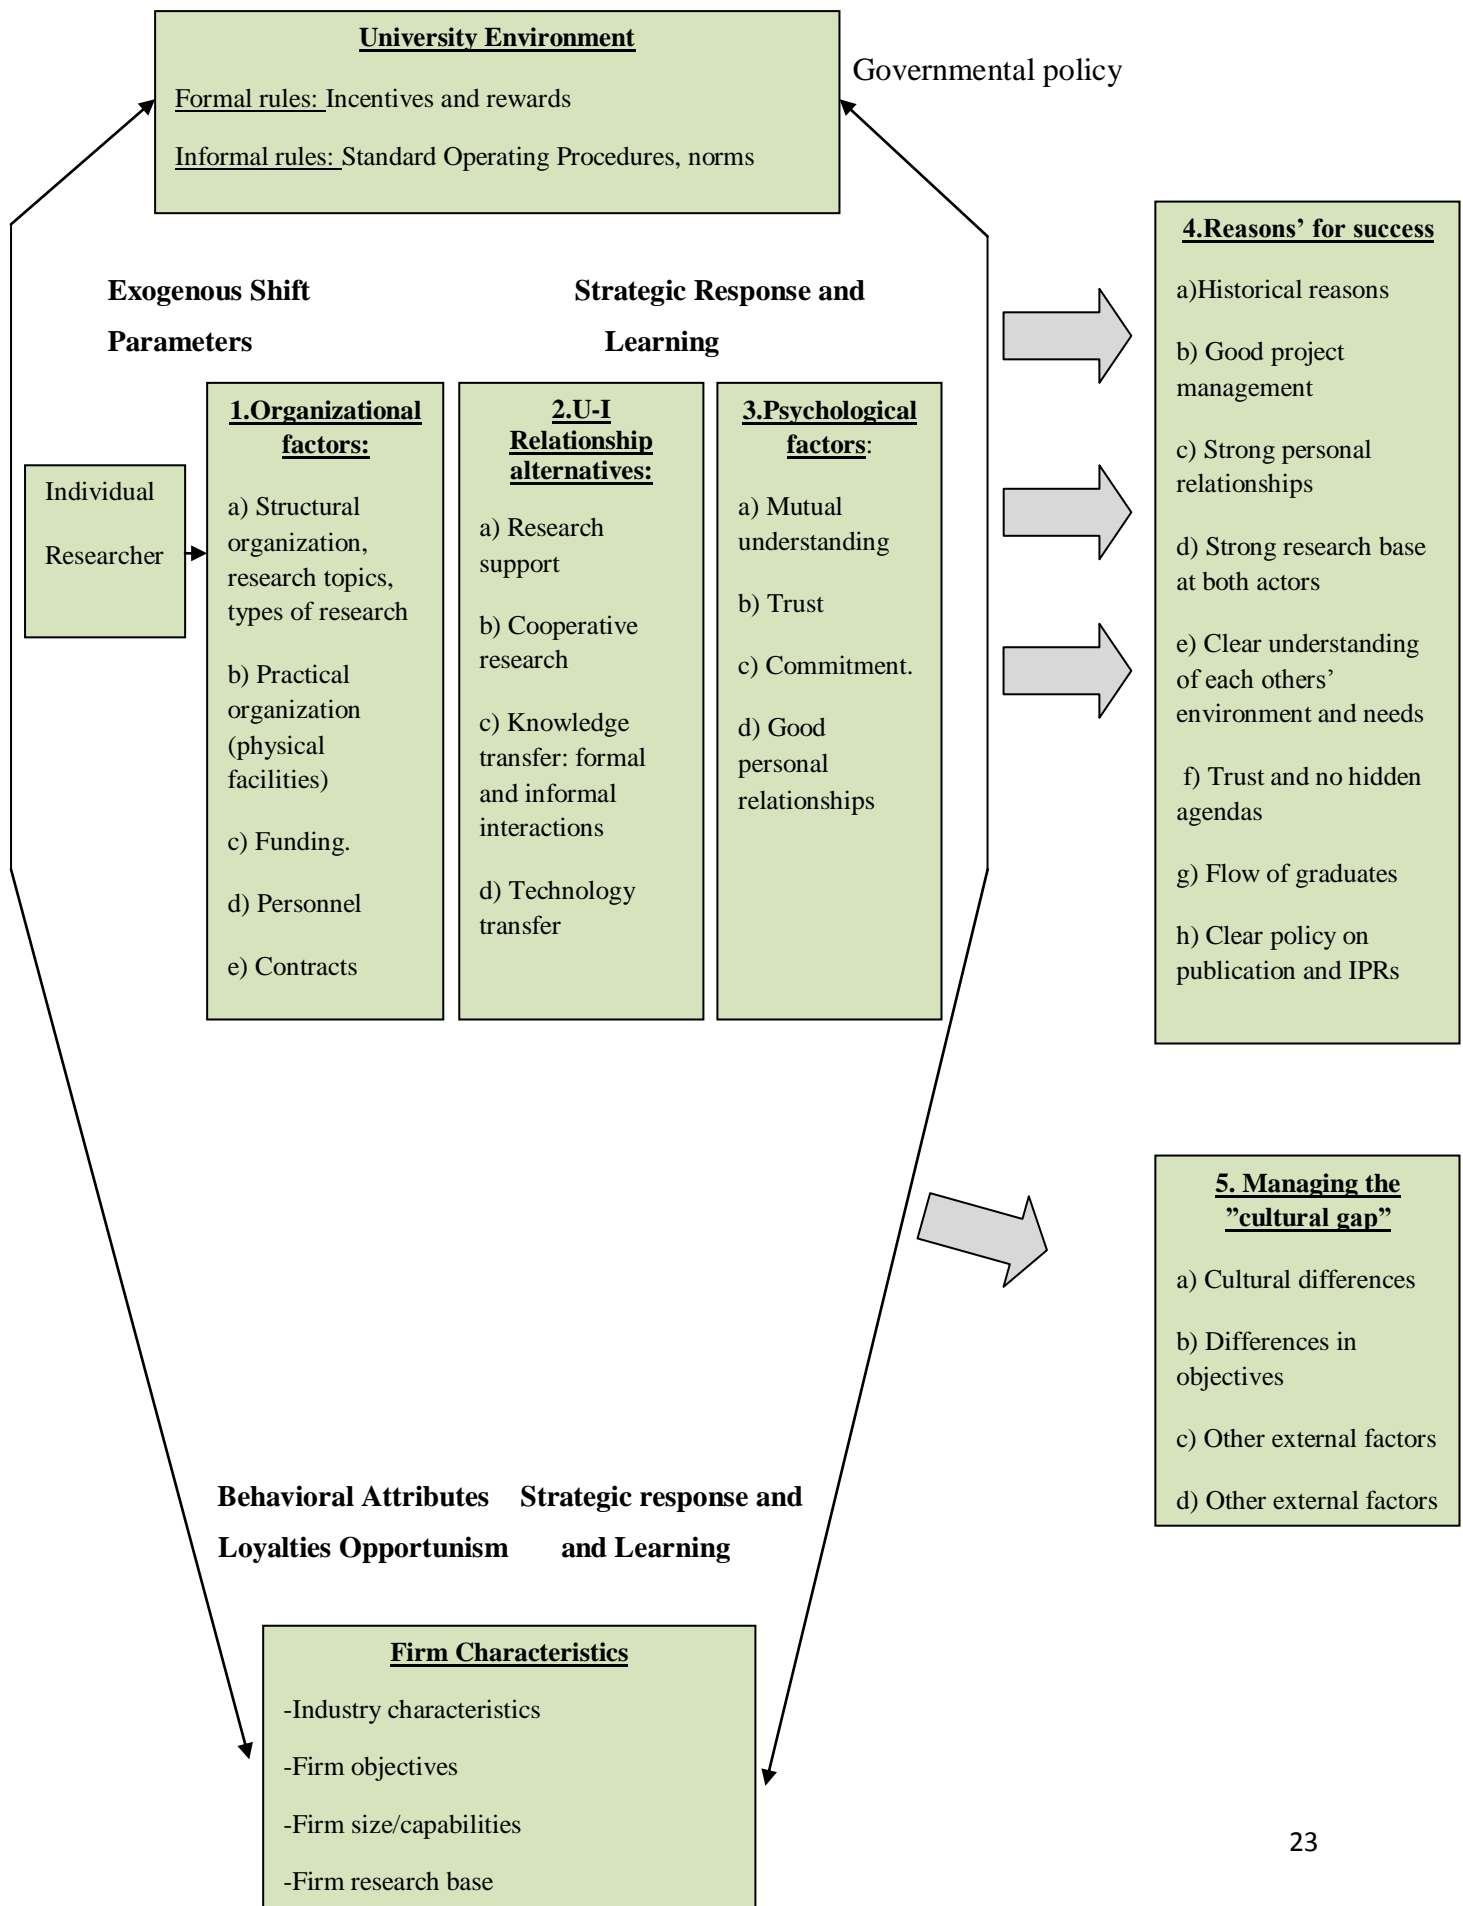 University Environment
Formal rules: Incentives and rewards
Informal rules: Standard Operating Procedures, norms
Governmental policy
Exogenous Shift
Parameters
Strategic Response and
Learning
Individual
Researcher
1.Organizational
factors:
a) Structural
organization,
research topics,
types of research
b) Practical
organization
(physical
facilities)
c) Funding.
d) Personnel
e) Contracts
2.U-I
Relationship
alternatives:
a) Research
support
b) Cooperative
research
c) Knowledge
transfer: formal
and informal
interactions
d) Technology
transfer
3.Psychological
factors:
a) Mutual
understanding
b) Trust
c) Commitment.
d) Good
personal
relationships
4.Reasons’ for success
a)Historical reasons
b) Good project
management
c) Strong personal
relationships
d) Strong research base
at both actors
e) Clear understanding
of each others’
environment and needs
f) Trust and no hidden
agendas
g) Flow of graduates
h) Clear policy on
publication and IPRs
5. Managing the
”cultural gap”
a) Cultural differences
b) Differences in
objectives
c) Other external factors
d) Other external factors
Behavioral Attributes
Loyalties Opportunism
Strategic response and
and Learning
Firm Characteristics
-Industry characteristics
-Firm objectives
-Firm size/capabilities
-Firm research base
23